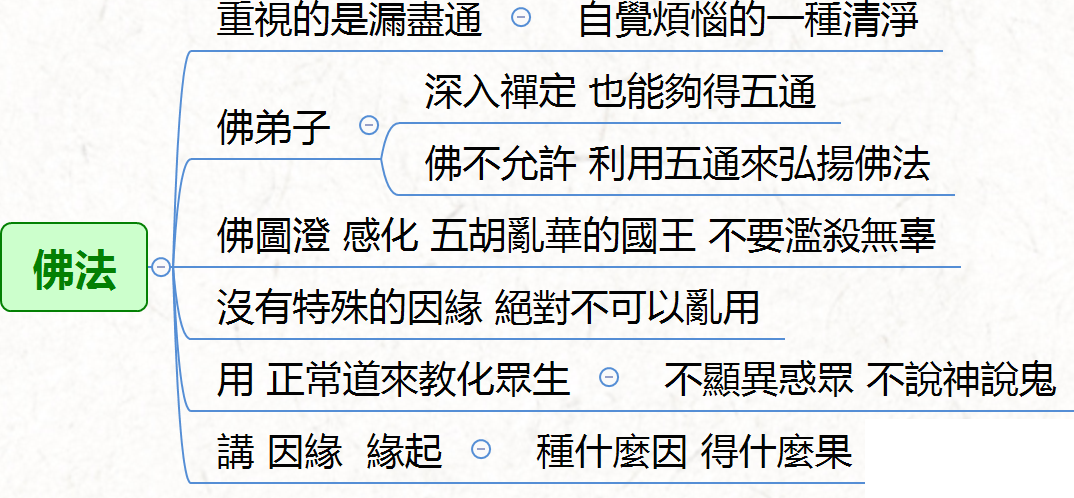 重視的是漏盡通 自覺煩惱的一種清淨
深入禪定 也能夠得五通
佛弟子
佛不允許 利用五通來弘揚佛法
佛圖澄 感化 五胡亂華的國王 不要濫殺無辜
佛法
沒有特殊的因緣 絕對不可以亂用
用 正常道來教化眾生 不顯異惑眾 不說神說鬼
講 因緣 緣起 種什麼因 得什麼果